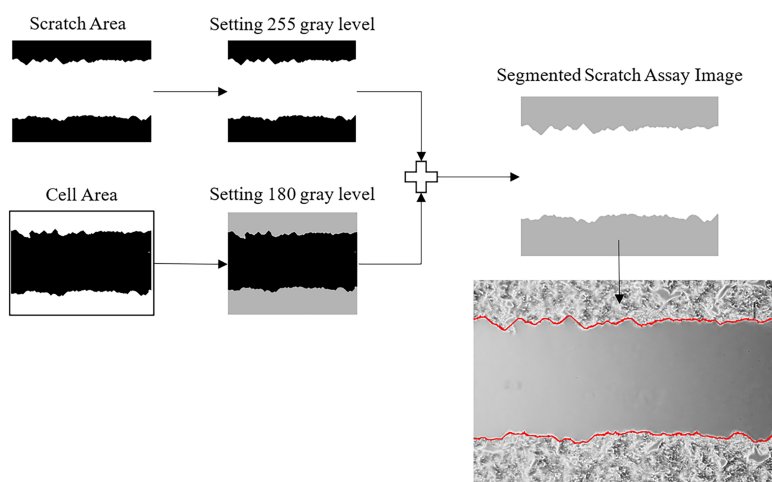 Scratch Area
Setting 255 gray level
Segmented Scratch Assay Image
Cell Area
Setting 180 gray level